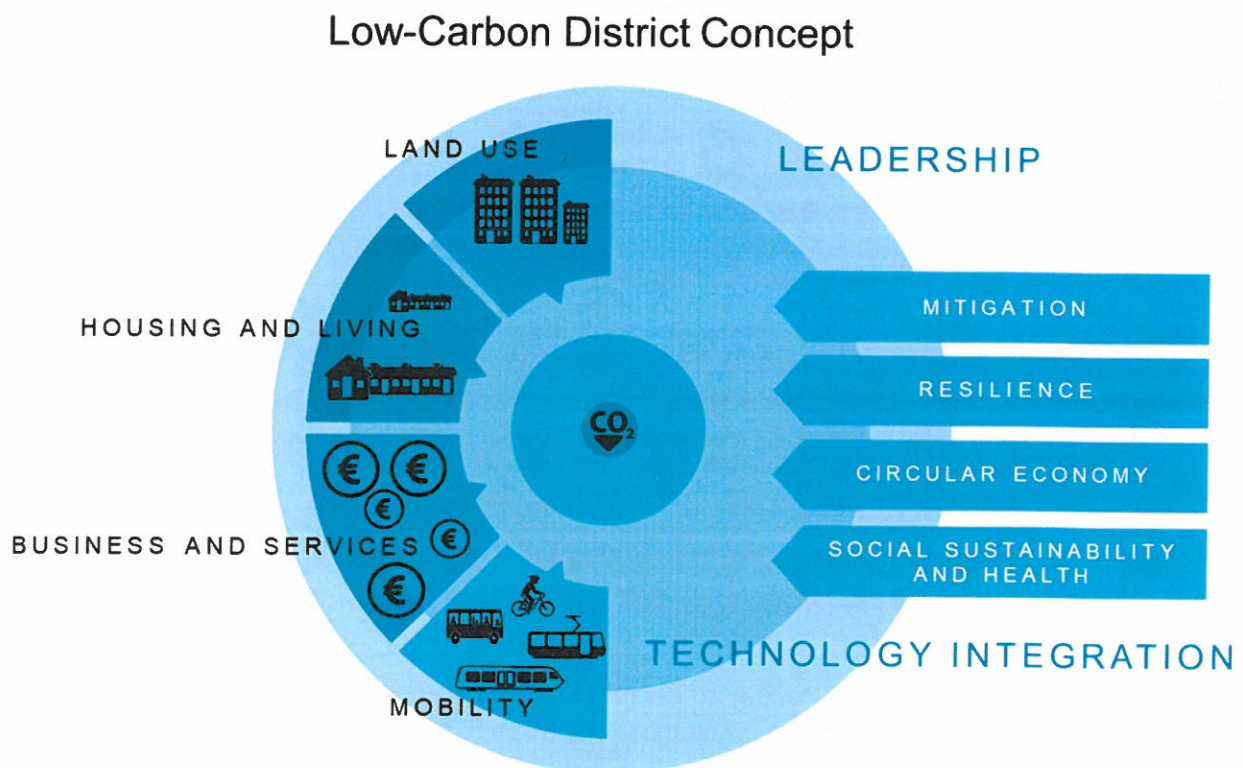 Low-Carbon District Concept
LAND USE
LEADERSHIP
HOUSING AND LIVING
MITIGATION
RESILIENCE
CIRCULAR ECONOMY
BUSINESS AND SERVICES
SOCIAL SUSTAINABILITY
AND HEALTH
MOBILITY
TECHNOLOGY INTEGRATION
CO₂
€
€
€
€
€